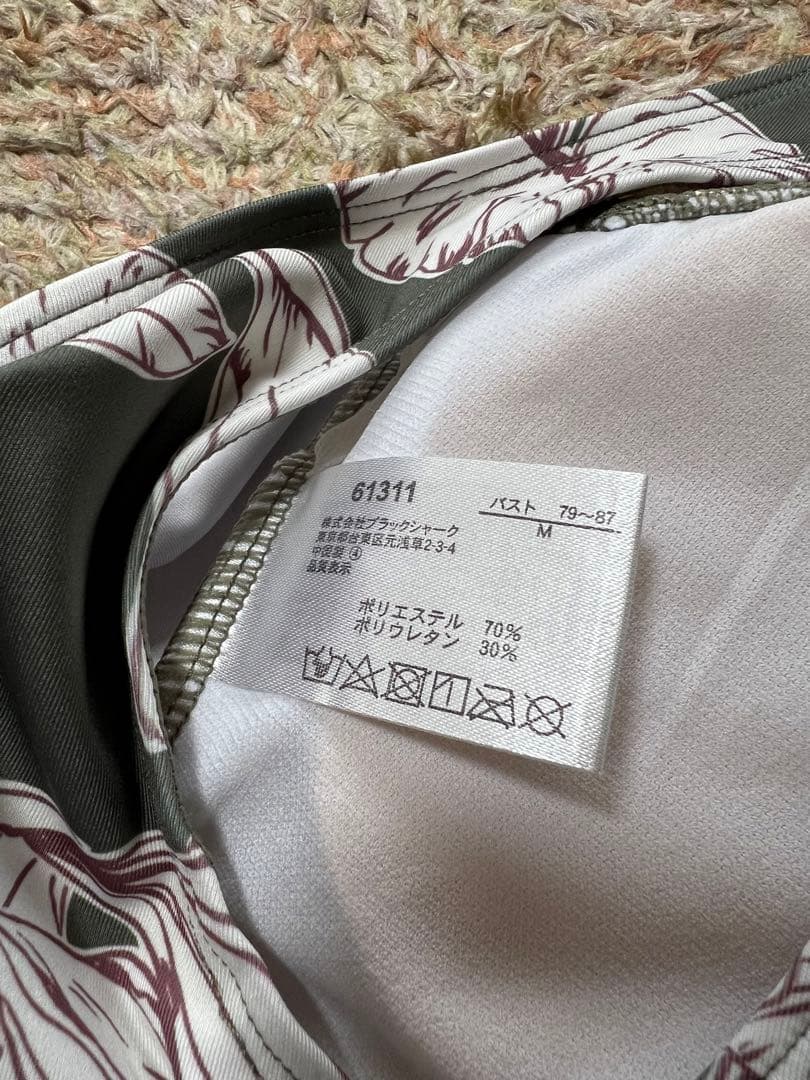 61311
バスト 79〜87
M
株式会社ブラックシャーク
東京都台東区元浅草2-3-4
中国製 ④
品質表示
ポリエステル 70%
ポリウレタン 30%